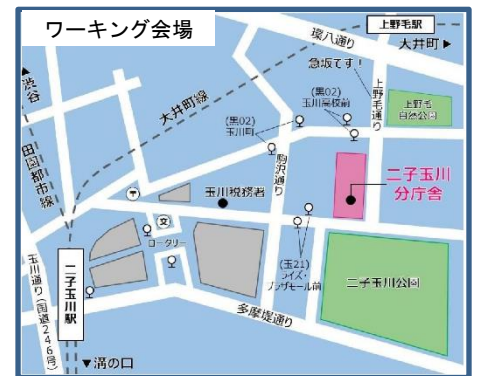 ワーキング会場
上野毛駅
環八通り
大井町▶
急坂です!
上野毛通り
上野毛
自然公園
▲渋谷
大井町線
(黒02)
玉川町
(黒02)
玉川高校前
田園都市線
駒沢通り
二子玉川
分庁舎
玉川税務署
〒
文
ロータリー
(玉21)
ライズ・
プラザモール前
二子玉川公園
玉川通り(国道246号)
二子玉川駅
多摩堤通り
▼溝の口